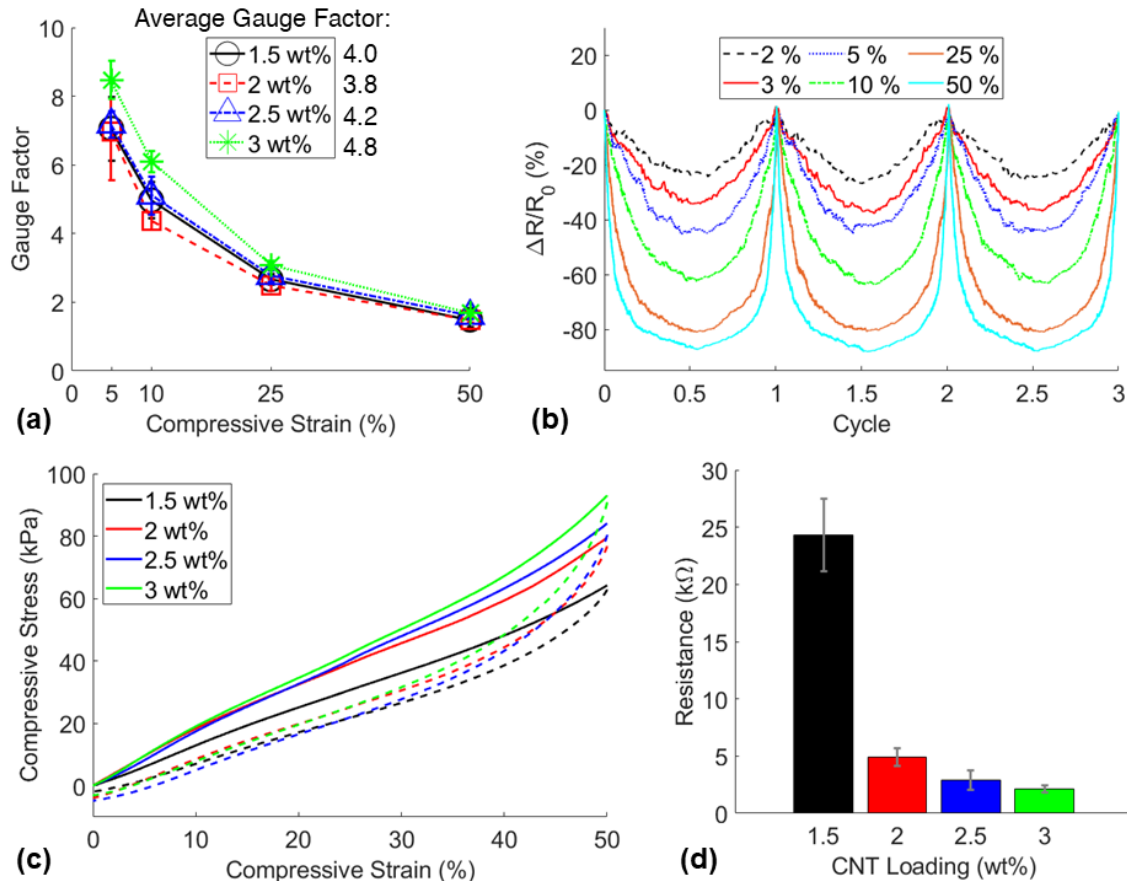 Average Gauge Factor:
1.5 wt% 4.0
2 wt% 3.8
2.5 wt% 4.2
3 wt% 4.8
10
8
6
4
2
0
Gauge Factor
0 5 10 25 50
Compressive Strain (%)
(a)
2 % 5 % 25 %
3 % 10 % 50 %
20
0
-20
-40
-60
-80
ΔR/R0 (%)
0 0.5 1 1.5 2 2.5 3
Cycle
(b)
1.5 wt%
2 wt%
2.5 wt%
3 wt%
100
80
60
40
20
0
Compressive Stress (kPa)
0 10 20 30 40 50
Compressive Strain (%)
(c)
30
25
20
15
10
5
0
Resistance (kΩ)
1.5 2 2.5 3
CNT Loading (wt%)
(d)